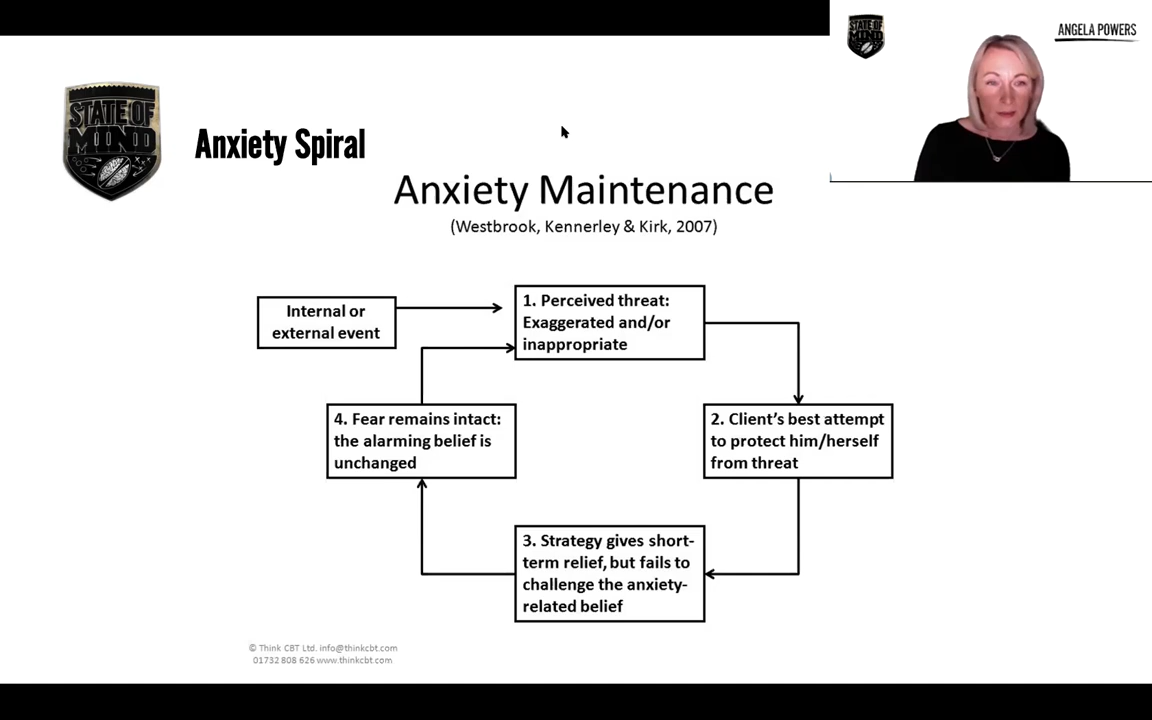 STATE OF
MIND
ANGELA POWERS
STATE OF
MIND
Anxiety Spiral
Anxiety Maintenance
(Westbrook, Kennerley & Kirk, 2007)
Internal or
external event
1. Perceived threat:
Exaggerated and/or
inappropriate
2. Client’s best attempt
to protect him/herself
from threat
3. Strategy gives short-
term relief, but fails to
challenge the anxiety-
related belief
4. Fear remains intact:
the alarming belief is
unchanged
© Think CBT Ltd. info@thinkcbt.com
01732 808 626 www.thinkcbt.com